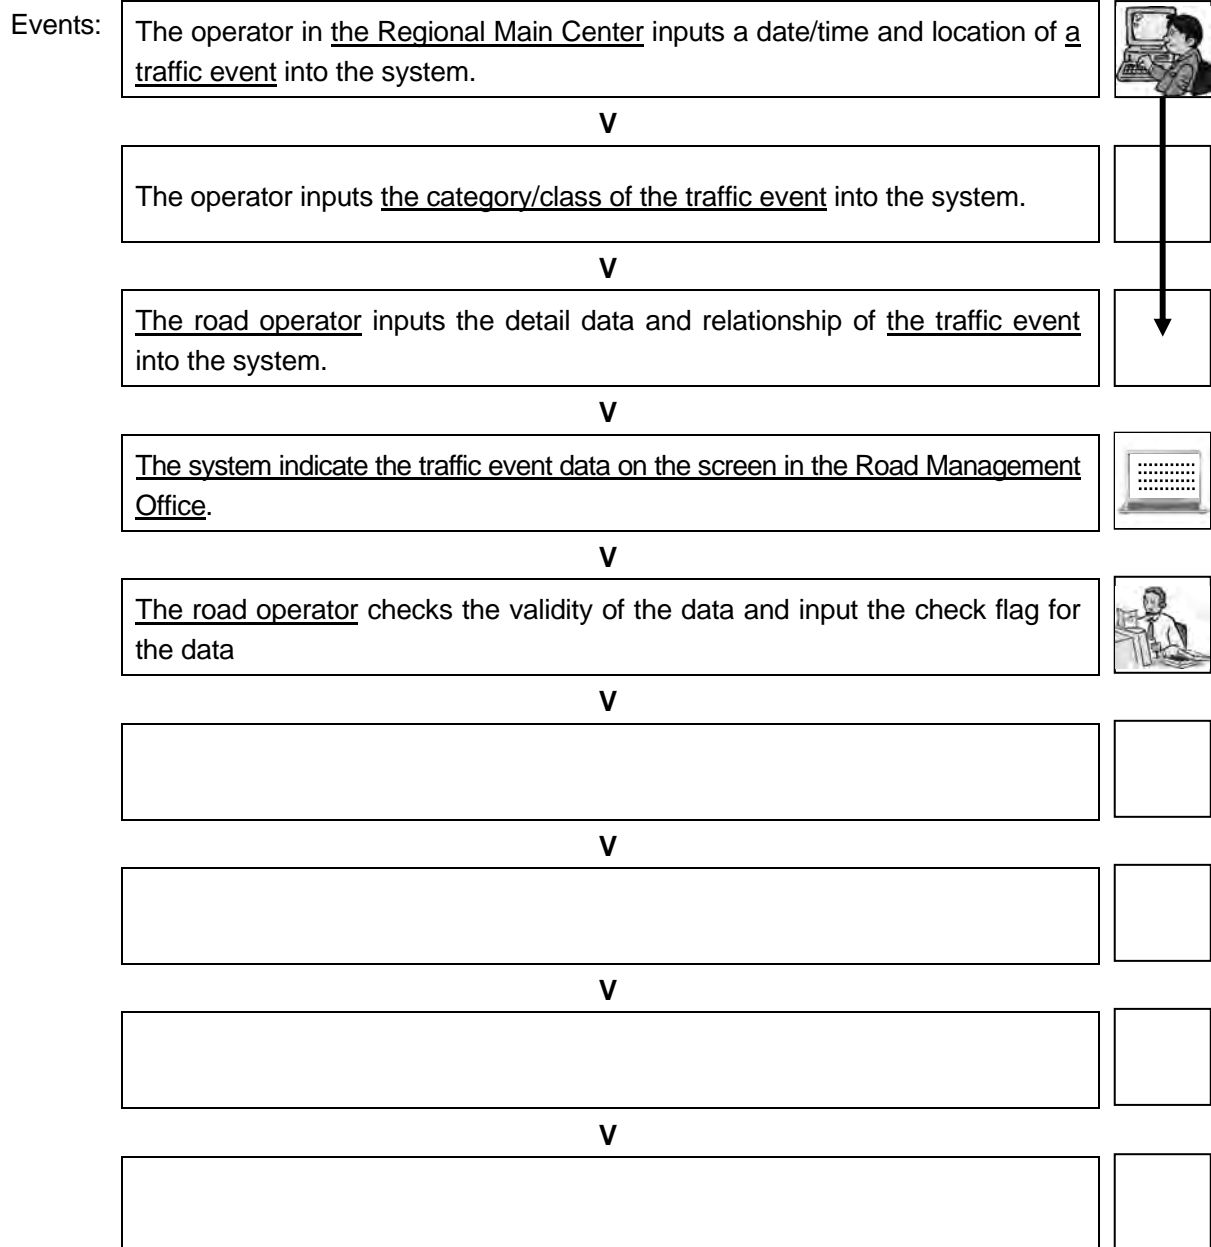 Events:
The operator in the Regional Main Center inputs a date/time and location of a
traffic event into the system.
V
The operator inputs the category/class of the traffic event into the system.
V
The road operator inputs the detail data and relationship of the traffic event
into the system.
V
The system indicate the traffic event data on the screen in the Road Management
Office.
V
The road operator checks the validity of the data and input the check flag for
the data
V
V
V
V